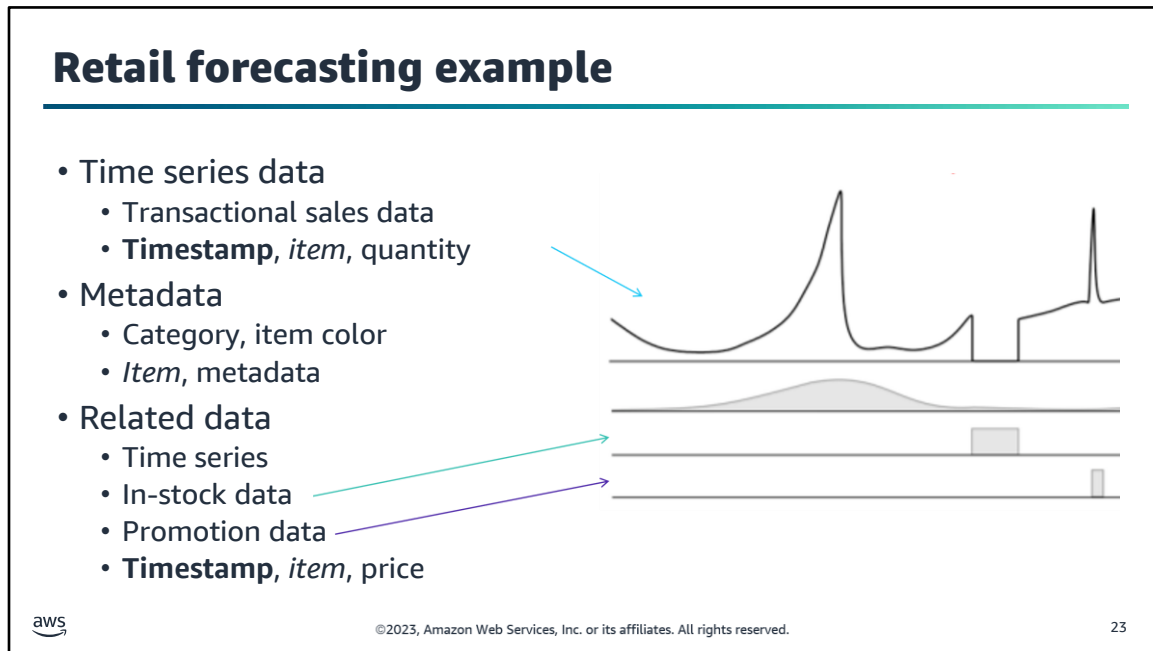 Retail forecasting example
• Time series data
• Transactional sales data
• Timestamp, item, quantity
• Metadata
• Category, item color
• Item, metadata
• Related data
• Time series
• In-stock data
• Promotion data
• Timestamp, item, price
aws
©2023, Amazon Web Services, Inc. or its affiliates. All rights reserved.
23